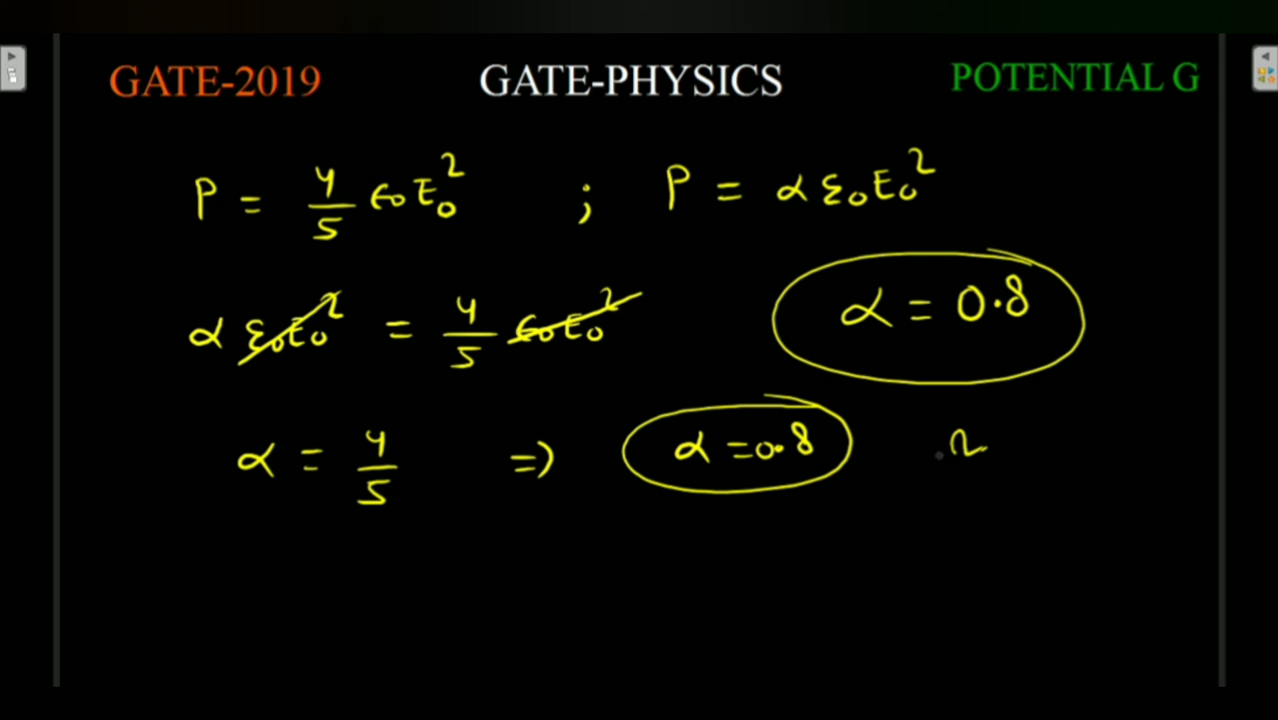 GATE-2019 GATE-PHYSICS POTENTIAL G
P = 4/5 ϵ₀E₀² ; P = α ε₀E₀²
α ε₀E₀² = 4/5 ϵ₀E₀² α = 0.8
α = 4/5 => α = 0.8